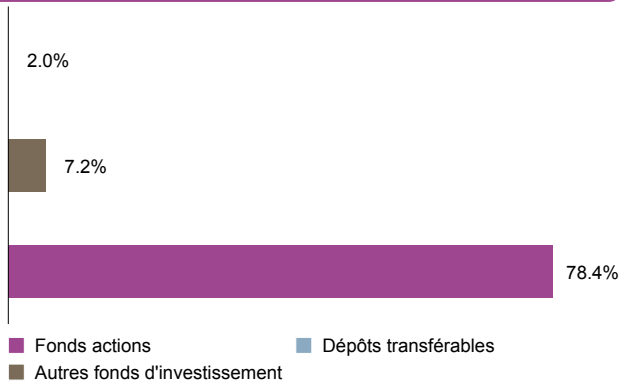 2.0%
7.2%
78.4%
Fonds actions
Dépôts transférables
Autres fonds d'investissement